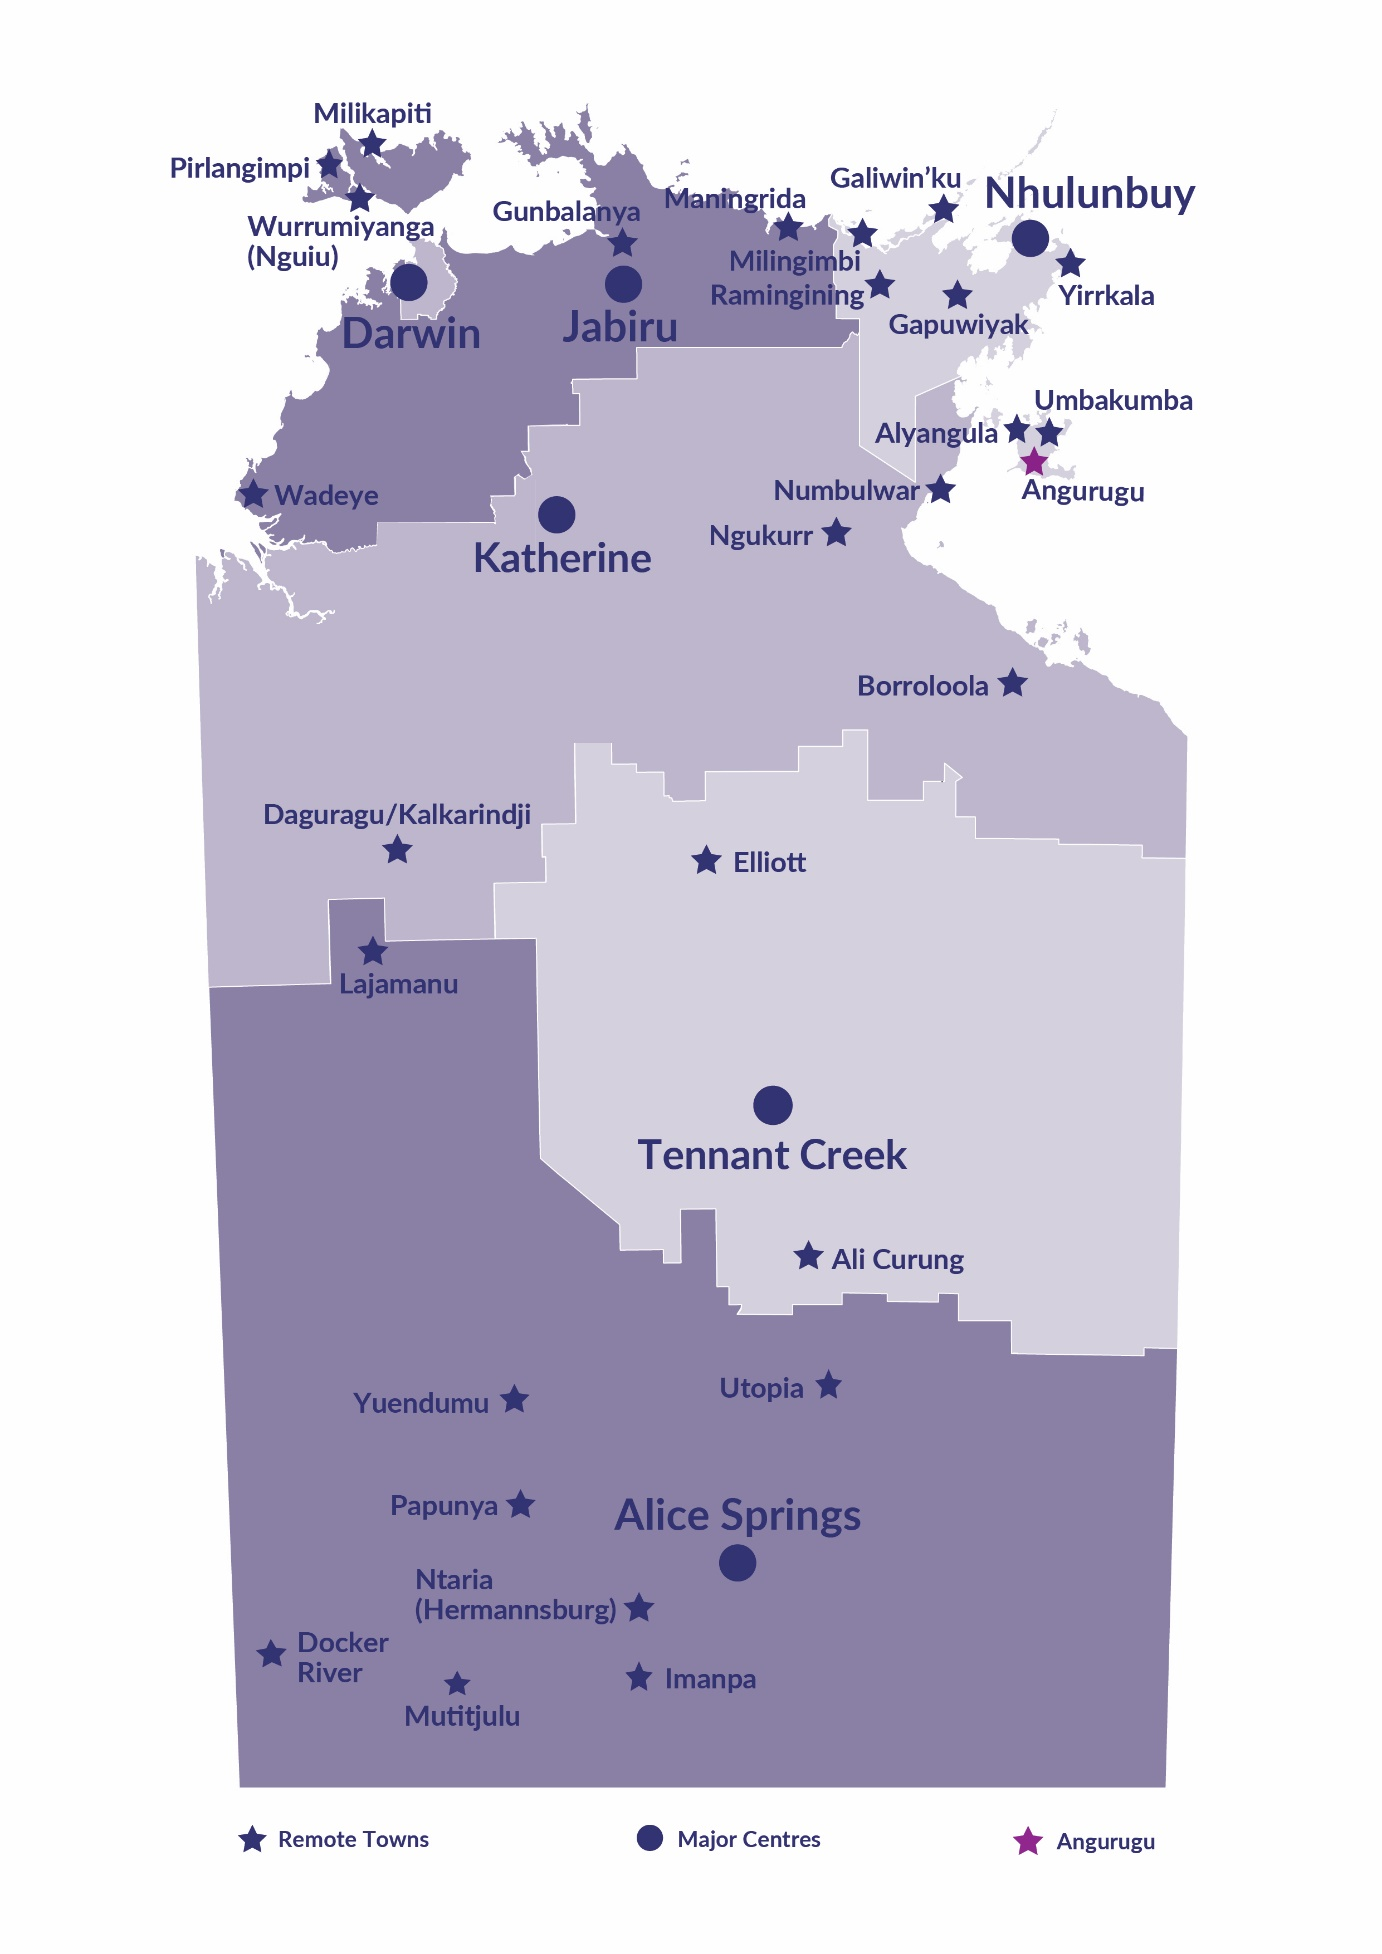 Milikapiti
Pirlangimpi
Galiwin’ku
Nhulunbuy
Maningrida
Gunbalanya
Wurrumiyanga
(Nguiu)
Milingimbi
Ramingining
Yirrkala
Gapuwiyak
Darwin
Jabiru
Umbakumba
Alyangula
Angurugu
Numbulwar
Wadeye
Ngukurr
Katherine
Borroloola
Daguragu/Kalkarindji
Elliott
Lajamanu
Tennant Creek
Ali Curung
Utopia
Yuendumu
Papunya
Alice Springs
Ntaria
(Hermannsburg)
Docker
River
Imanpa
Mutitjulu
Remote Towns
Major Centres
Angurugu